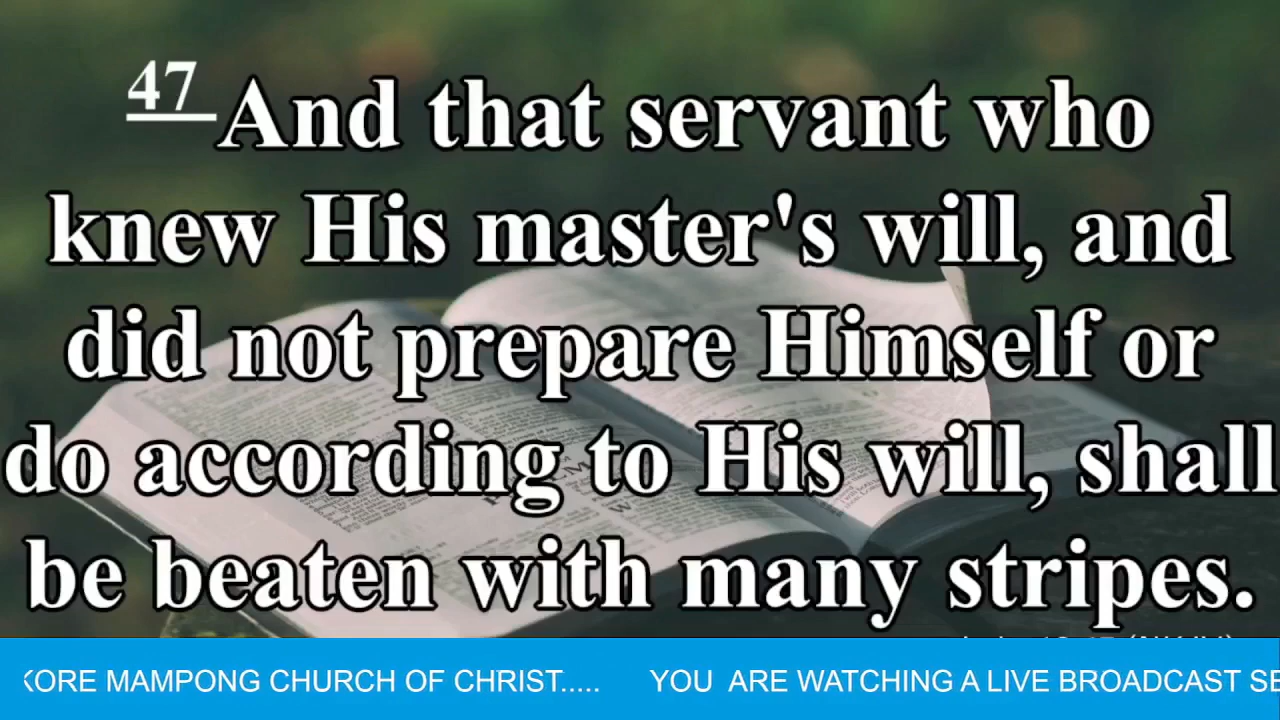 47 And that servant who
knew His master's will, and
did not prepare Himself or
do according to His will, shall
be beaten with many stripes.
KORE MAMPONG CHURCH OF CHRIST..... YOU ARE WATCHING A LIVE BROADCAST SE